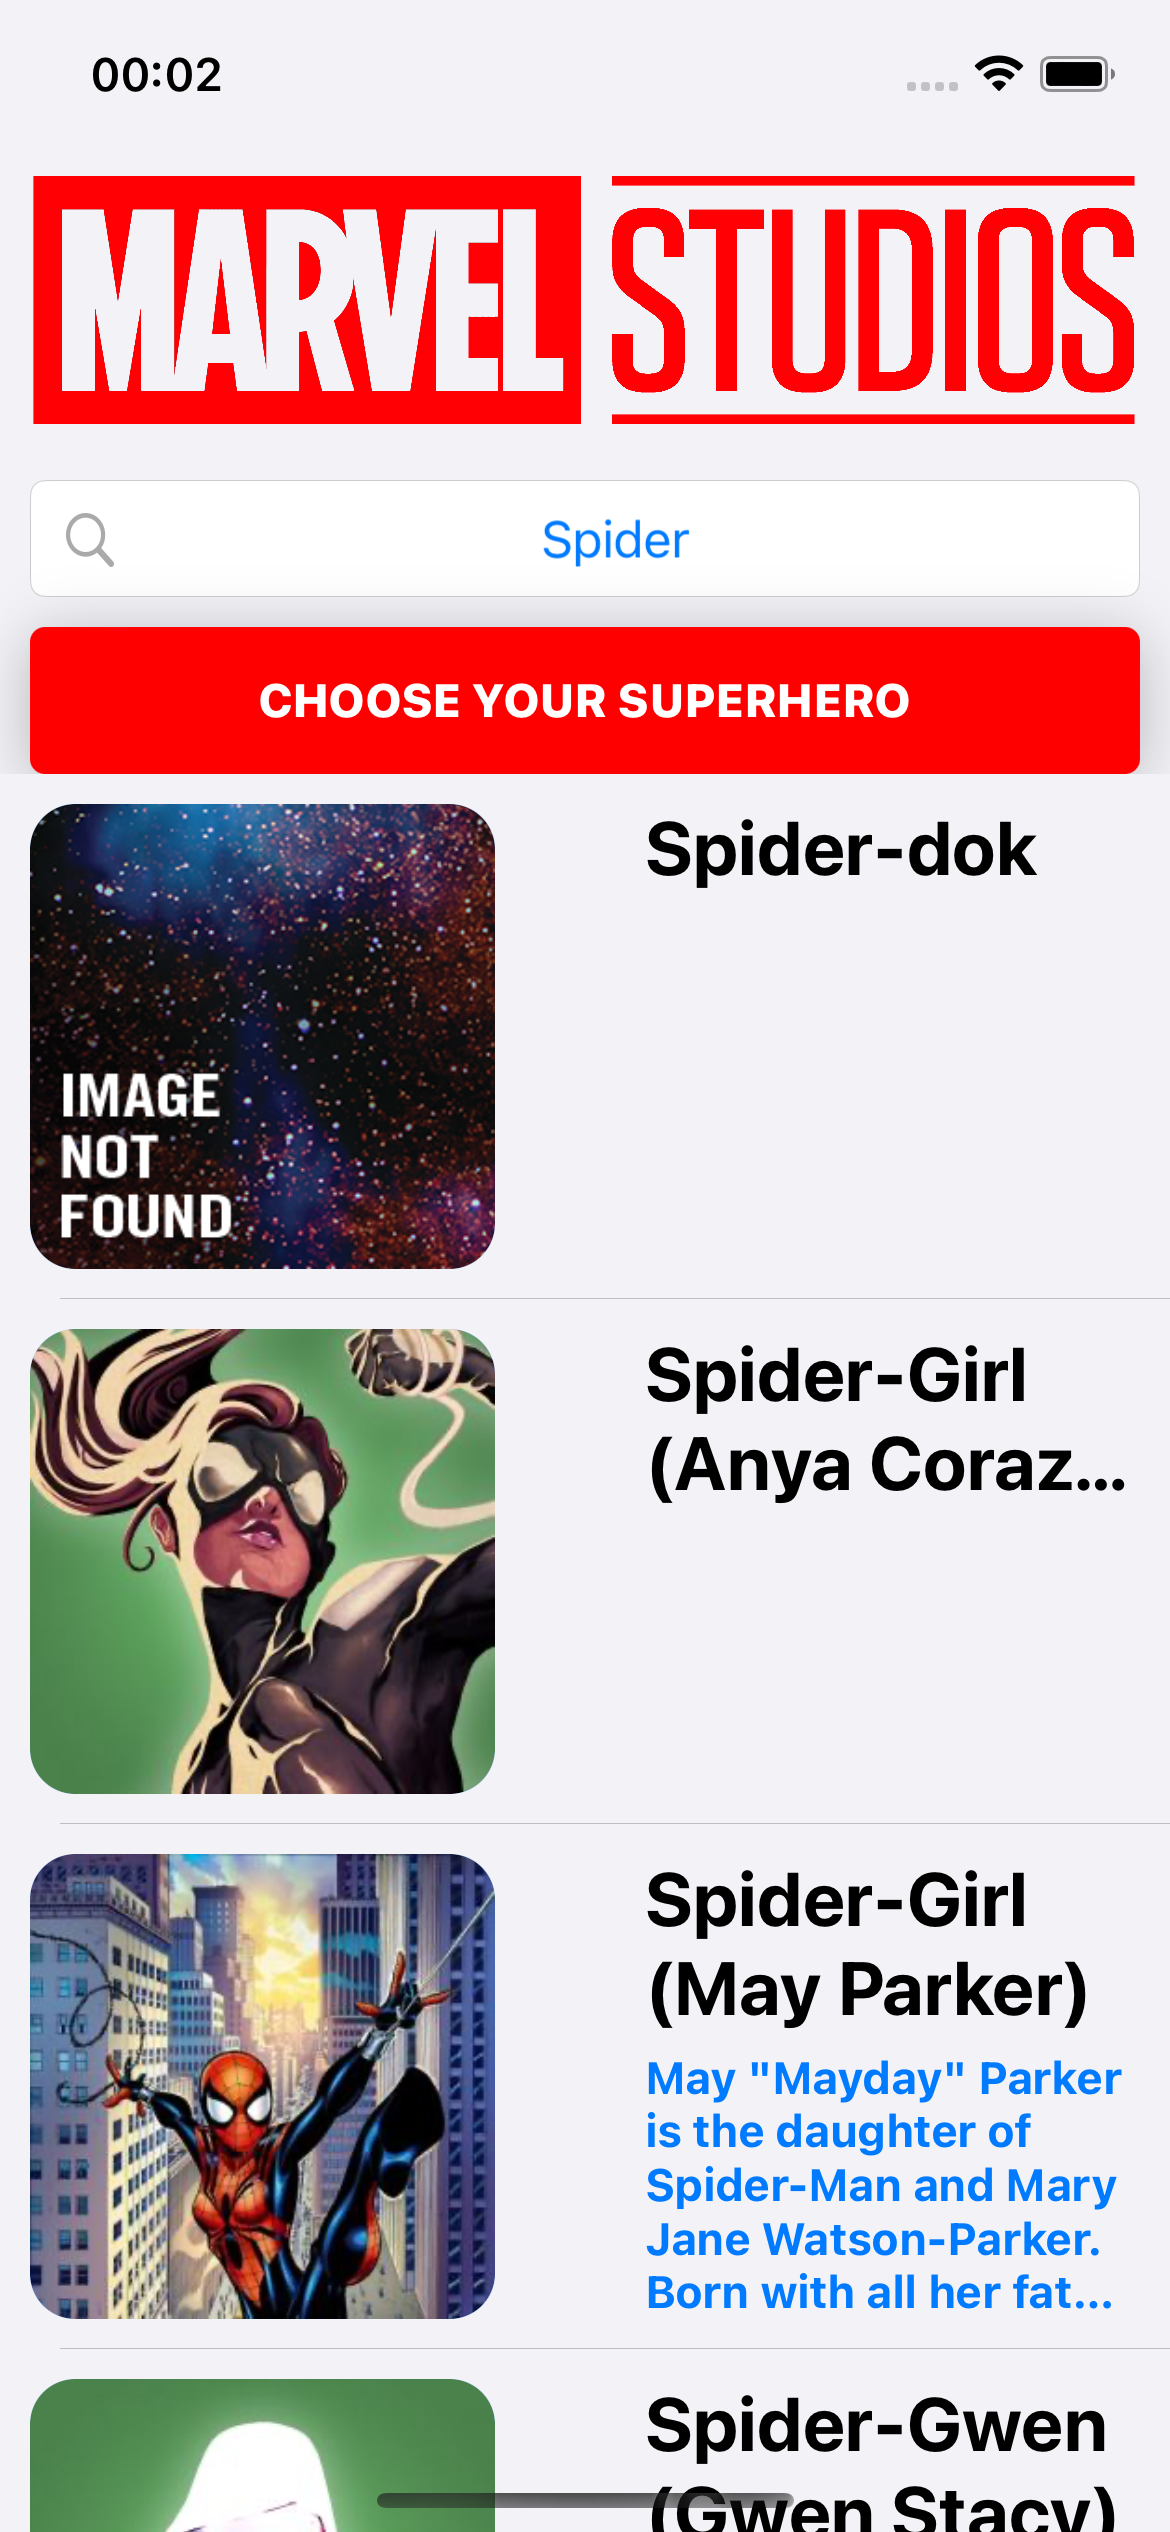 00:02
MARVEL STUDIOS
Spider
CHOOSE YOUR SUPERHERO
Spider-dok
IMAGE
NOT
FOUND
Spider-Girl
(Anya Coraz...
Spider-Girl
(May Parker)
May "Mayday" Parker
is the daughter of
Spider-Man and Mary
Jane Watson-Parker.
Born with all her fat...
Spider-Gwen
(Gwen Stacy)